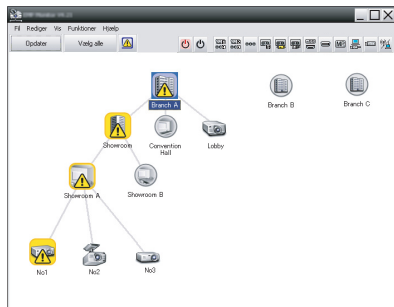 Fil Rediger Vis Funktioner Hjælp
Opdater Vælg alle
Branch A Branch B Branch C
Showroom Convention Hall Lobby
Showroom A Showroom B
No1 No2 No3